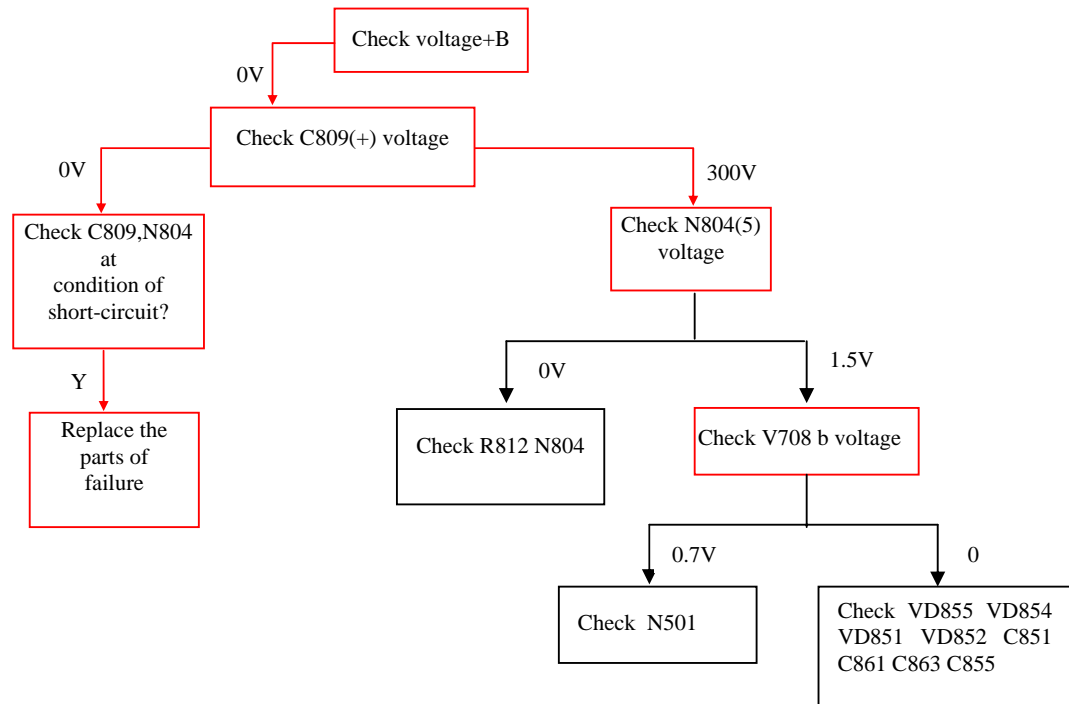 Check voltage+B
0V
Check C809(+) voltage
0V
300V
Check C809,N804
at
condition of
short-circuit?
Check N804(5)
voltage
Y
0V
1.5V
Replace the
parts of
failure
Check R812 N804
Check V708 b voltage
0.7V
0
Check N501
Check VD855 VD854
VD851 VD852 C851
C861 C863 C855